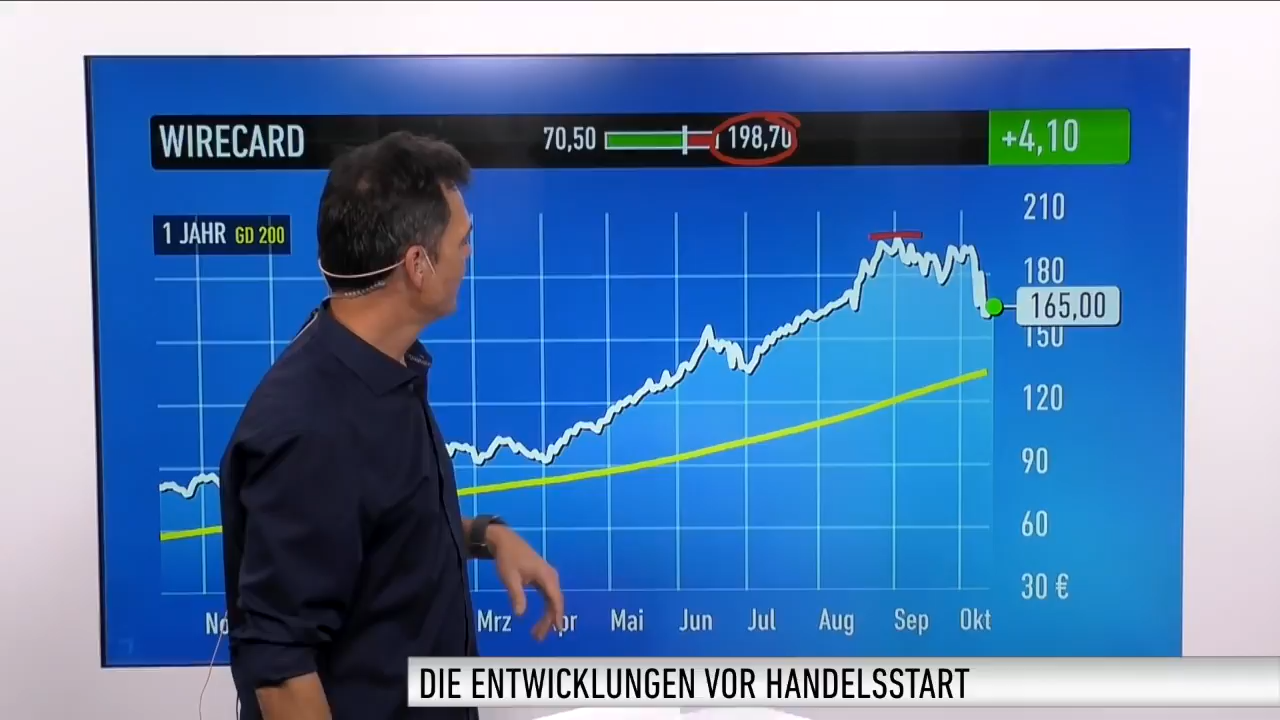 WIRECARD
70,50 198,70
+4,10
1 JAHR GD 200
210
180
165,00
150
120
90
60
30 €
Mrz Mai Jun Jul Aug Sep Okt
DIE ENTWICKLUNGEN VOR HANDELSSTART